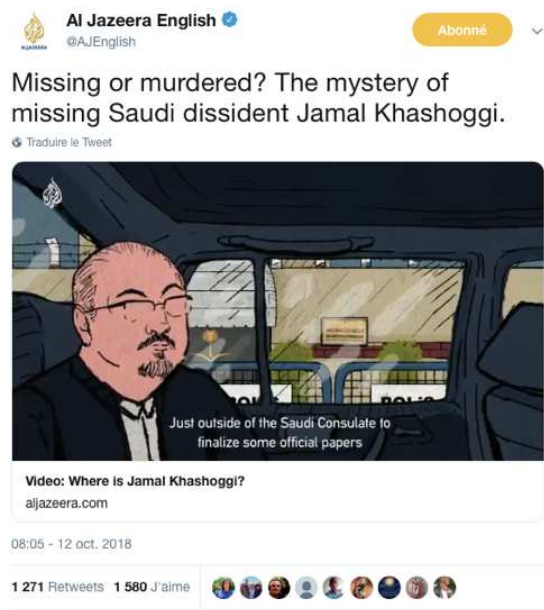 Al Jazeera English
@AJEnglish
Abonné
Missing or murdered? The mystery of
missing Saudi dissident Jamal Khashoggi.
Traduire le Tweet
Just outside of the Saudi Consulate to
finalize some official papers
Video: Where is Jamal Khashoggi?
aljazeera.com
08:05 - 12 oct. 2018
1 271 Retweets 1 580 J'aime